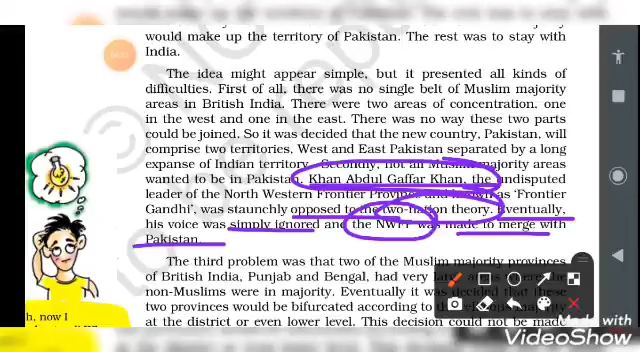 would make up the territory of Pakistan. The rest was to stay with
India.
The idea might appear simple, but it presented all kinds of
difficulties. First of all, there was no single belt of Muslim majority
areas in British India. There were two areas of concentration, one
in the west and one in the east. There was no way these two parts
could be joined. So it was decided that the new country, Pakistan, will
comprise two territories, West and East Pakistan separated by a long
expanse of Indian territory. Secondly, not all Muslim majority areas
wanted to be in Pakistan. Khan Abdul Gaffar Khan, the undisputed
leader of the North Western Frontier Province and known as 'Frontier
Gandhi', was staunchly opposed to the two-nation theory. Eventually,
his voice was simply ignored and the NWFP was made to merge with
Pakistan.
The third problem was that two of the Muslim majority provinces
of British India, Punjab and Bengal, had very large areas where the
non-Muslims were in majority. Eventually it was decided that these
two provinces would be bifurcated according to the religious majority
at the district or even lower level. This decision could not be made
h, now I
RECORDED WITH
VideoShow